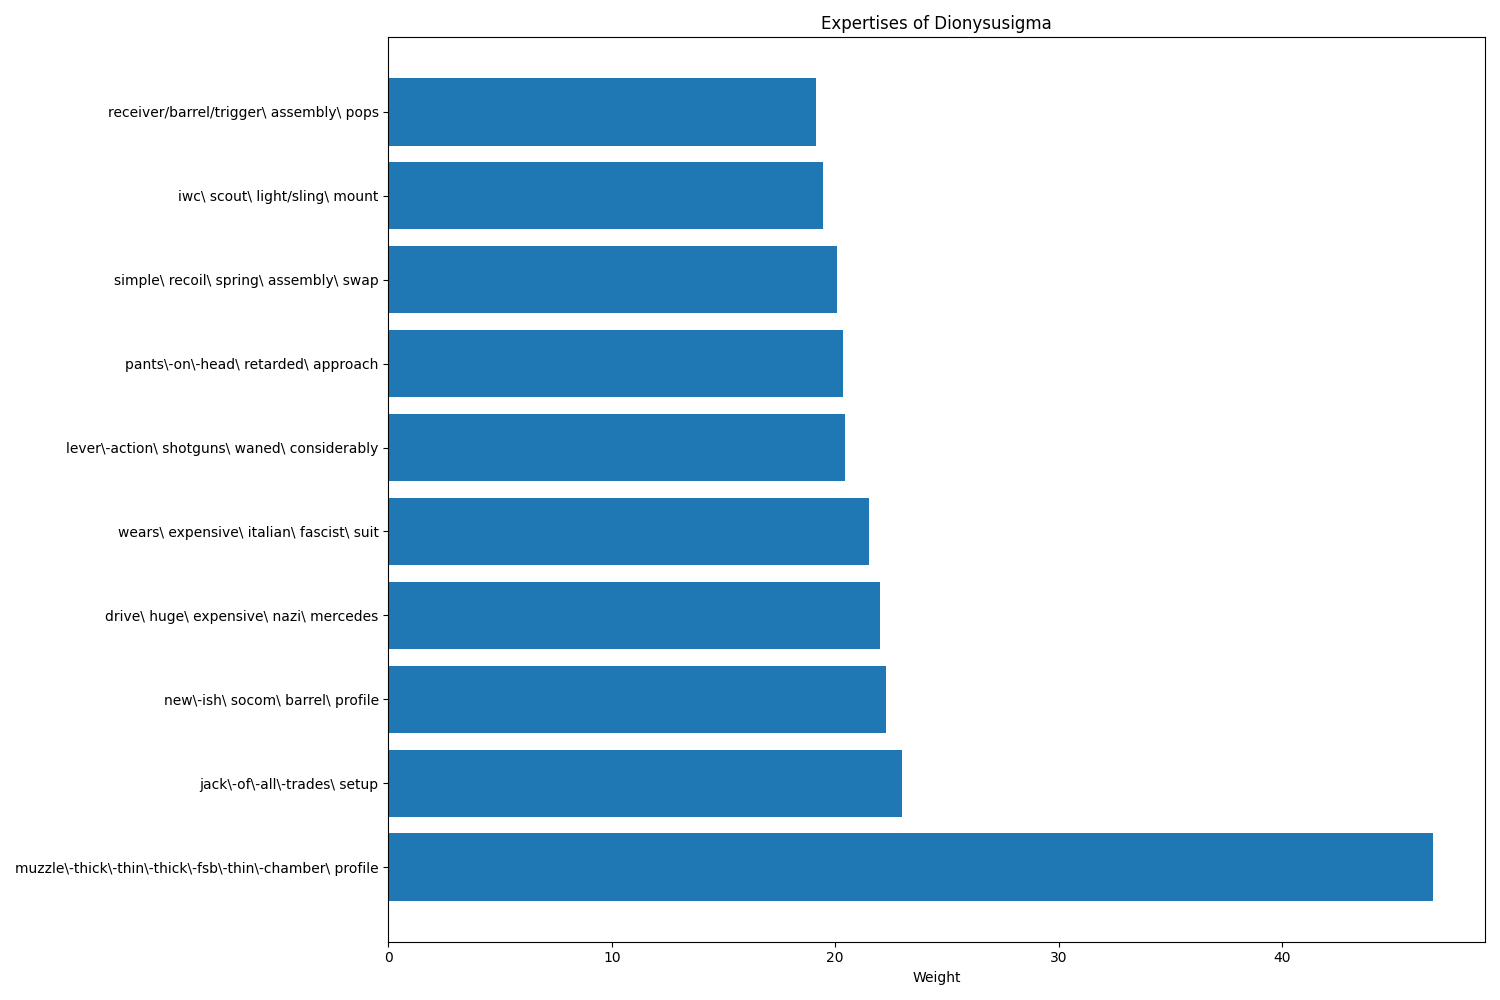 Expertises of Dionysusigma
receiver/barrel/trigger\ assembly\ pops
iwc\ scout\ light/sling\ mount
simple\ recoil\ spring\ assembly\ swap
pants\-on\-head\ retarded\ approach
lever\-action\ shotguns\ waned\ considerably
wears\ expensive\ italian\ fascist\ suit
drive\ huge\ expensive\ nazi\ mercedes
new\-ish\ socom\ barrel\ profile
jack\-of\-all\-trades\ setup
muzzle\-thick\-thin\-thick\-fsb\-thin\-chamber\ profile
0 10 20 30 40
Weight